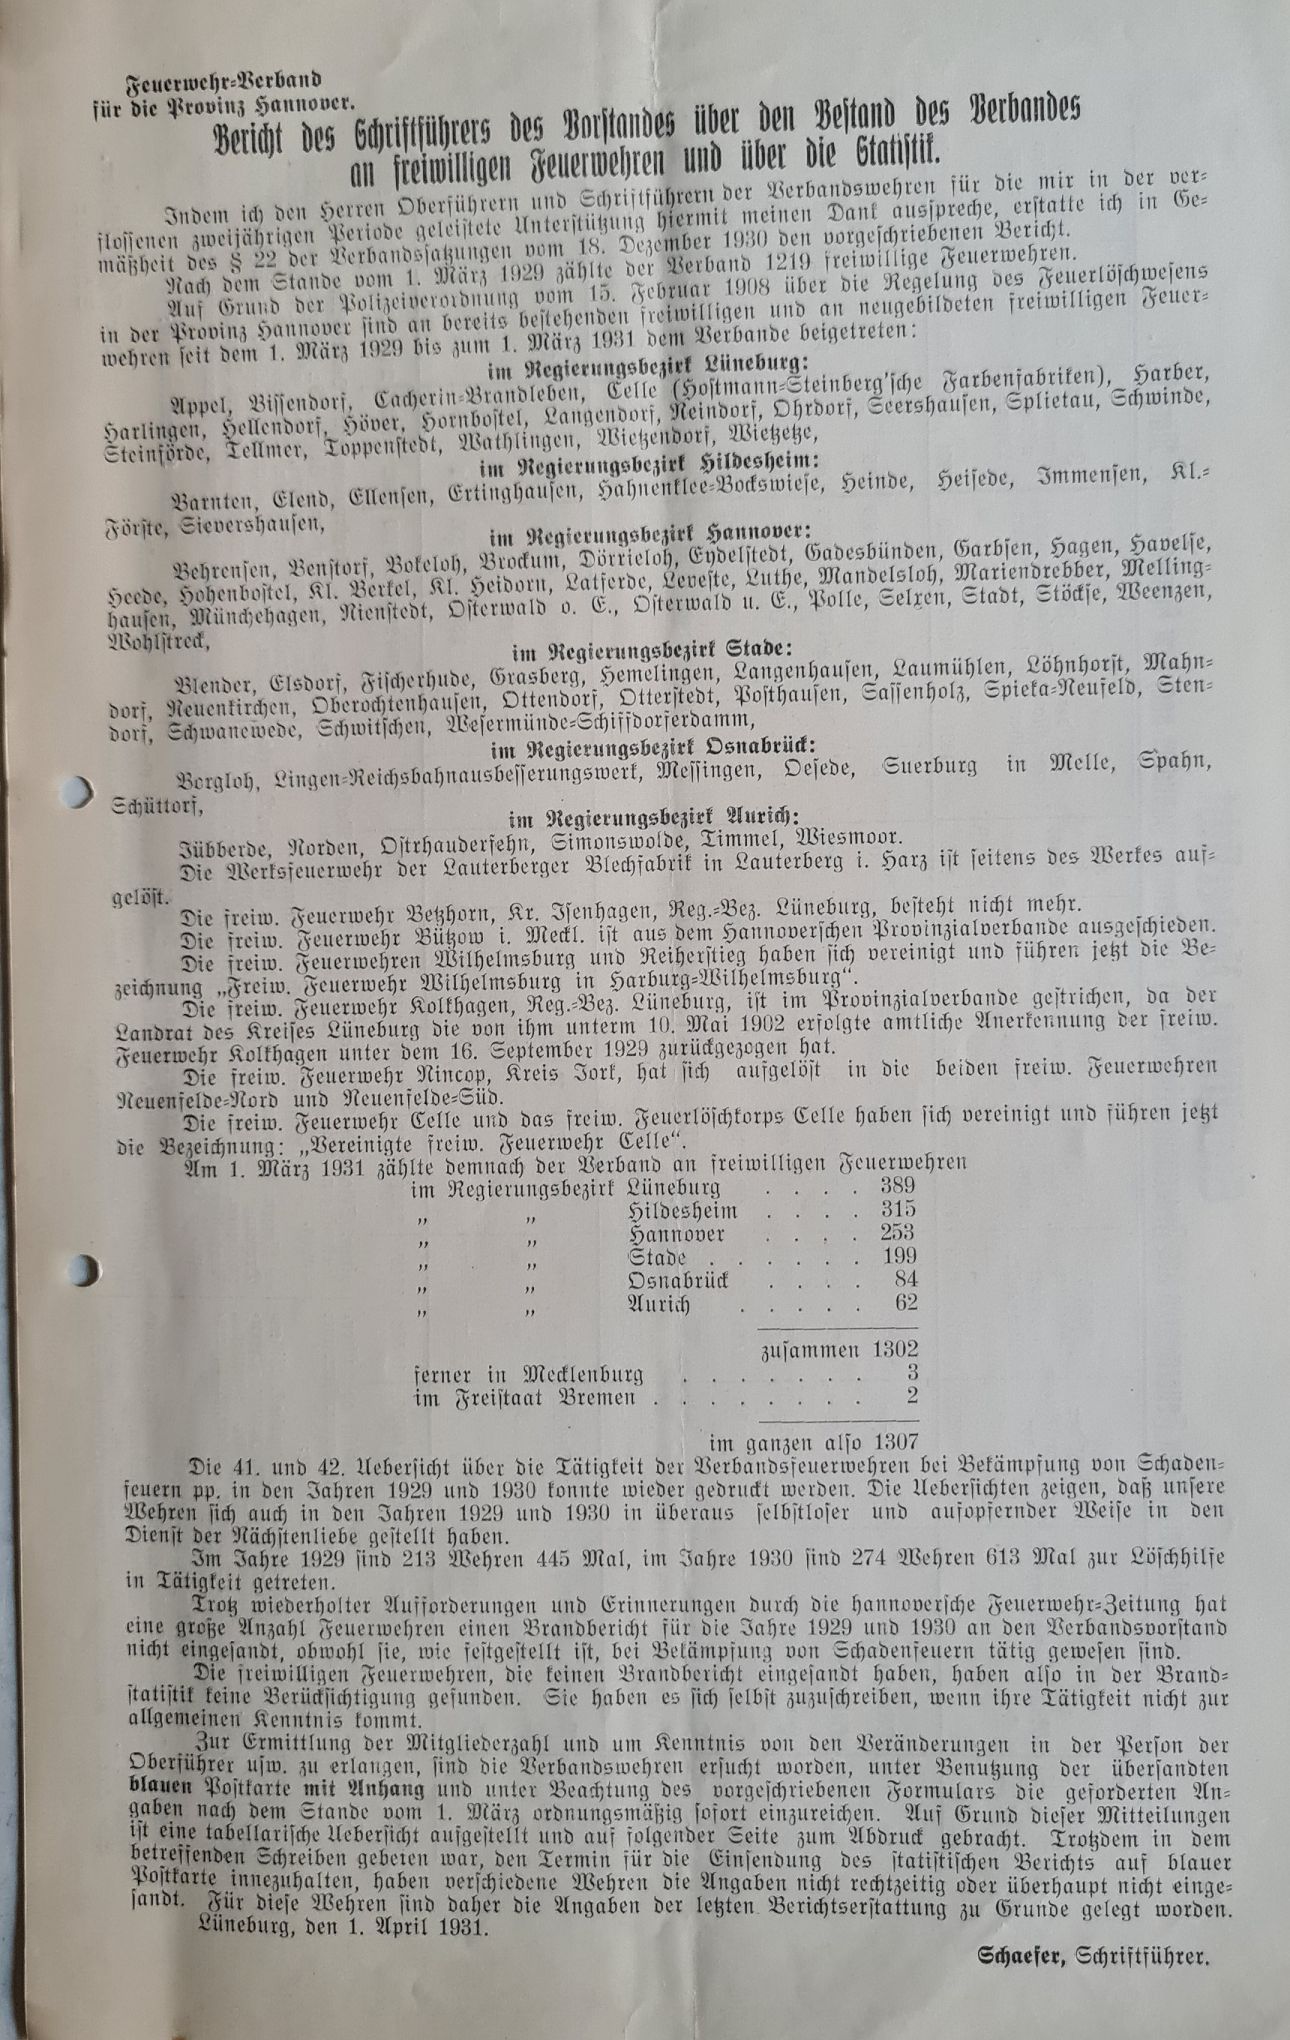 Feuerwehr-Verband
für die Provinz Hannover.
Bericht des Schriftführers des Vorstandes über den Bestand des Verbandes
an freiwilligen Feuerwehren und über die Statistik.
Indem ich den Herren Oberführern und Schriftführern der Verbandswehren für die mir in der ver-
flossenen zweijährigen Periode geleistete Unterstützung hiermit meinen Dank ausspreche, erstatte ich in Ge-
mäßheit des § 22 der Verbandssatzungen vom 18. Dezember 1930 den vorgeschriebenen Bericht.
Nach dem Stande vom 1. März 1929 zählte der Verband 1219 freiwillige Feuerwehren.
Auf Grund der Polizeiverordnung vom 15. Februar 1908 über die Regelung des Feuerlöschwesens
in der Provinz Hannover sind an bereits bestehenden freiwilligen und an neugebildeten freiwilligen Feuer-
wehren seit dem 1. März 1929 bis zum 1. März 1931 dem Verbande beigetreten:
im Regierungsbezirk Lüneburg:
Appel, Bissendorf, Cacherin-Brandleben, Celle (Hostmann-Steinberg'sche Farbenfabriken), Harber,
Harlingen, Hellendorf, Höver, Hornbostel, Langendorf, Neindorf, Ohrdorf, Seershausen, Splietau, Schwinde,
Steinförde, Tellmer, Toppenstedt, Wathlingen, Wietzendorf, Wietzetze,
im Regierungsbezirk Hildesheim:
Barnten, Elend, Ellensen, Ertinghausen, Hahnenklee-Bockswiese, Heinde, Heisede, Immensen, Kl.-
Förste, Sievershausen,
im Regierungsbezirk Hannover:
Behrensen, Benstorf, Bokeloh, Brockum, Dörrieloh, Eydelstedt, Gadesbünden, Garbsen, Hagen, Havelse,
Heede, Hohenbostel, Kl. Berkel, Kl. Heidorn, Latferde, Leveste, Luthe, Mandelsloh, Mariendrebber, Melling-
hausen, Münchehagen, Nienstedt, Osterwald o. E., Osterwald u. E., Polle, Selxen, Stadt, Stöckse, Weenzen,
Wohlstreck,
im Regierungsbezirk Stade:
Blender, Elsdorf, Fischerhude, Grasberg, Hemelingen, Langenhausen, Laumühlen, Löhnhorst, Mahn-
dorf, Neuenkirchen, Oberochtenhausen, Ottendorf, Otterstedt, Posthausen, Sassenholz, Spieka-Neufeld, Sten-
dorf, Schwanewede, Schwitschen, Wesermünde-Schiffdorferdamm,
im Regierungsbezirk Osnabrück:
Borgloh, Lingen-Reichsbahnausbesserungswerk, Messingen, Oesede, Suerburg in Melle, Spahn,
Schüttorf,
im Regierungsbezirk Aurich:
Jübberde, Norden, Ostrhauderfehn, Simonswolde, Timmel, Wiesmoor.
Die Werksfeuerwehr der Lauterberger Blechfabrik in Lauterberg i. Harz ist seitens des Werkes auf-
gelöst.
Die freiw. Feuerwehr Betzhorn, Kr. Isenhagen, Reg.-Bez. Lüneburg, besteht nicht mehr.
Die freiw. Feuerwehr Bützow i. Meckl. ist aus dem Hannoverschen Provinzialverbande ausgeschieden.
Die freiw. Feuerwehren Wilhelmsburg und Reiherstieg haben sich vereinigt und führen jetzt die Be-
zeichnung „Freiw. Feuerwehr Wilhelmsburg in Harburg-Wilhelmsburg“.
Die freiw. Feuerwehr Kolkhagen, Reg.-Bez. Lüneburg, ist im Provinzialverbande gestrichen, da der
Landrat des Kreises Lüneburg die von ihm unterm 10. Mai 1902 erfolgte amtliche Anerkennung der freiw.
Feuerwehr Kolkhagen unter dem 16. September 1929 zurückgezogen hat.
Die freiw. Feuerwehr Nincop, Kreis Jork, hat sich aufgelöst in die beiden freiw. Feuerwehren
Neuenfelde-Nord und Neuenfelde-Süd.
Die freiw. Feuerwehr Celle und das freiw. Feuerlöschkorps Celle haben sich vereinigt und führen jetzt
die Bezeichnung: „Vereinigte freiw. Feuerwehr Celle“.
Am 1. März 1931 zählte demnach der Verband an freiwilligen Feuerwehren
im Regierungsbezirk Lüneburg . . . . 389
„ „ Hildesheim . . . . 315
„ „ Hannover . . . . 253
„ „ Stade . . . . . . 199
„ „ Osnabrück . . . . 84
„ „ Aurich . . . . . 62
zusammen 1302
ferner in Mecklenburg . . . . . . . 3
im Freistaat Bremen . . . . . . . . 2
im ganzen also 1307
Die 41. und 42. Uebersicht über die Tätigkeit der Verbandsfeuerwehren bei Bekämpfung von Schaden-
feuern pp. in den Jahren 1929 und 1930 konnte wieder gedruckt werden. Die Uebersichten zeigen, daß unsere
Wehren sich auch in den Jahren 1929 und 1930 in überaus selbstloser und aufopfernder Weise in den
Dienst der Nächstenliebe gestellt haben.
Im Jahre 1929 sind 213 Wehren 445 Mal, im Jahre 1930 sind 274 Wehren 613 Mal zur Löschhilfe
in Tätigkeit getreten.
Trotz wiederholter Aufforderungen und Erinnerungen durch die hannoversche Feuerwehr-Zeitung hat
eine große Anzahl Feuerwehren einen Brandbericht für die Jahre 1929 und 1930 an den Verbandsvorstand
nicht eingesandt, obwohl sie, wie festgestellt ist, bei Bekämpfung von Schadenfeuern tätig gewesen sind.
Die freiwilligen Feuerwehren, die keinen Brandbericht eingesandt haben, haben also in der Brand-
statistik keine Berücksichtigung gefunden. Sie haben es sich selbst zuzuschreiben, wenn ihre Tätigkeit nicht zur
allgemeinen Kenntnis kommt.
Zur Ermittlung der Mitgliederzahl und um Kenntnis von den Veränderungen in der Person der
Oberführer usw. zu erlangen, sind die Verbandswehren ersucht worden, unter Benutzung der übersandten
blauen Postkarte mit Anhang und unter Beachtung des vorgeschriebenen Formulars die geforderten An-
gaben nach dem Stande vom 1. März ordnungsmäßig sofort einzureichen. Auf Grund dieser Mitteilungen
ist eine tabellarische Uebersicht aufgestellt und auf folgender Seite zum Abdruck gebracht. Trotzdem in dem
betreffenden Schreiben gebeten war, den Termin für die Einsendung des statistischen Berichts auf blauer
Postkarte innezuhalten, haben verschiedene Wehren die Angaben nicht rechtzeitig oder überhaupt nicht einge-
sandt. Für diese Wehren sind daher die Angaben der letzten Berichtserstattung zu Grunde gelegt worden.
Lüneburg, den 1. April 1931.
Schaefer, Schriftführer.